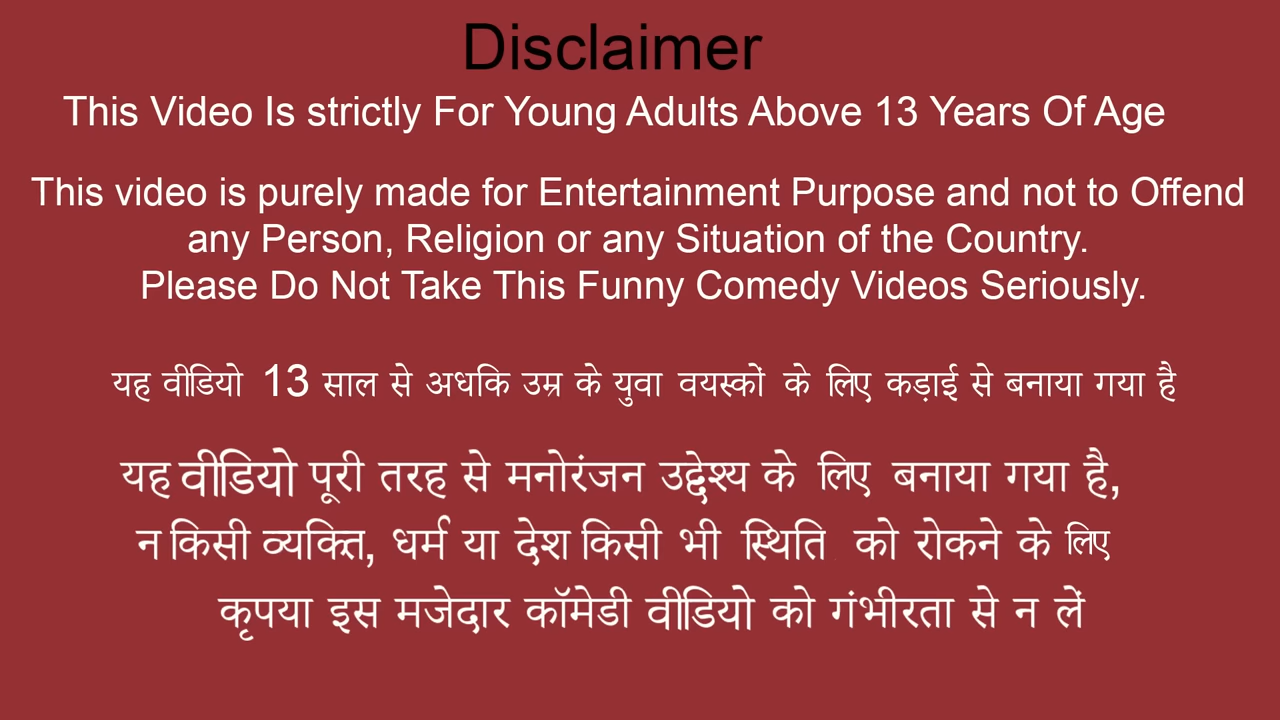 Disclaimer
This Video Is strictly For Young Adults Above 13 Years Of Age
This video is purely made for Entertainment Purpose and not to Offend
any Person, Religion or any Situation of the Country.
Please Do Not Take This Funny Comedy Videos Seriously.
यह वीडियो 13 साल से अधकि उम्र के युवा वयस्कों के लिए कड़ाई से बनाया गया है
यह वीडियो पूरी तरह से मनोरंजन उद्देश्य के लिए बनाया गया है,
न किसी व्यक्ति, धर्म या देश किसी भी स्थिति को रोकने के लिए
कृपया इस मजेदार कॉमेडी वीडियो को गंभीरता से न लें